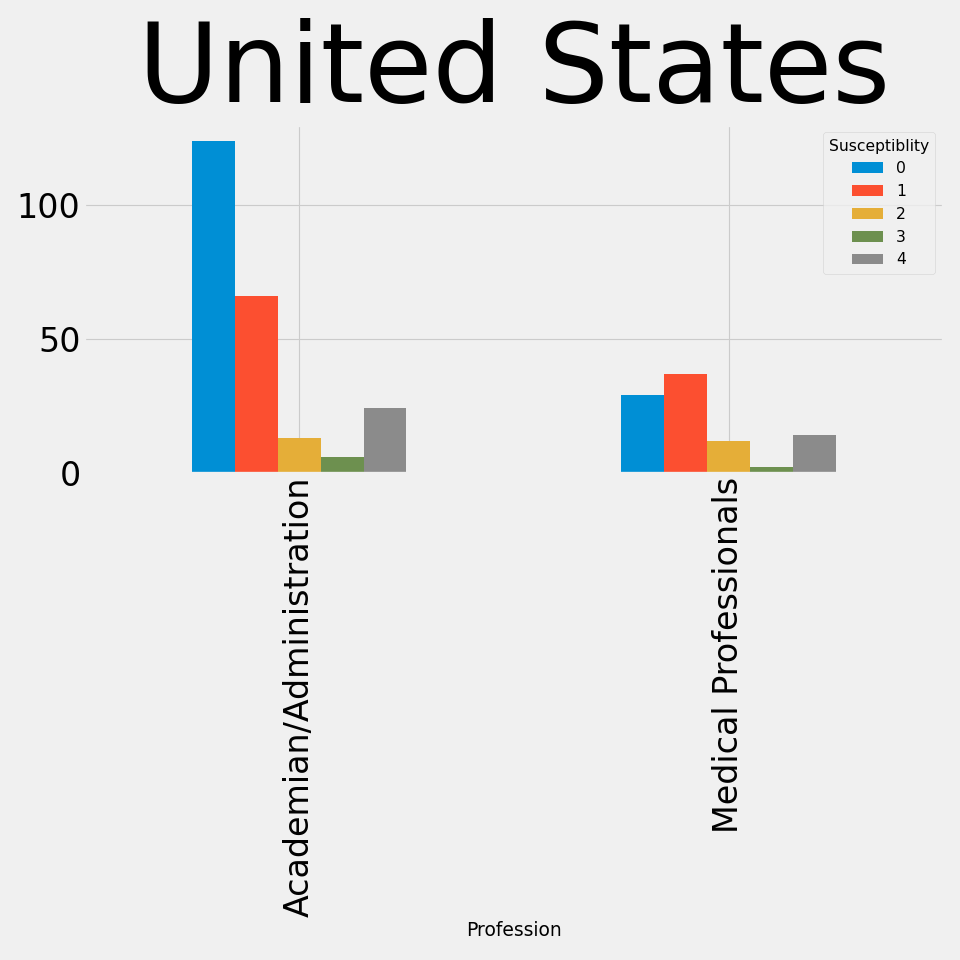 United States
100
50
0
Susceptiblity
0
1
2
3
4
Academian/Administration
Medical Professionals
Profession